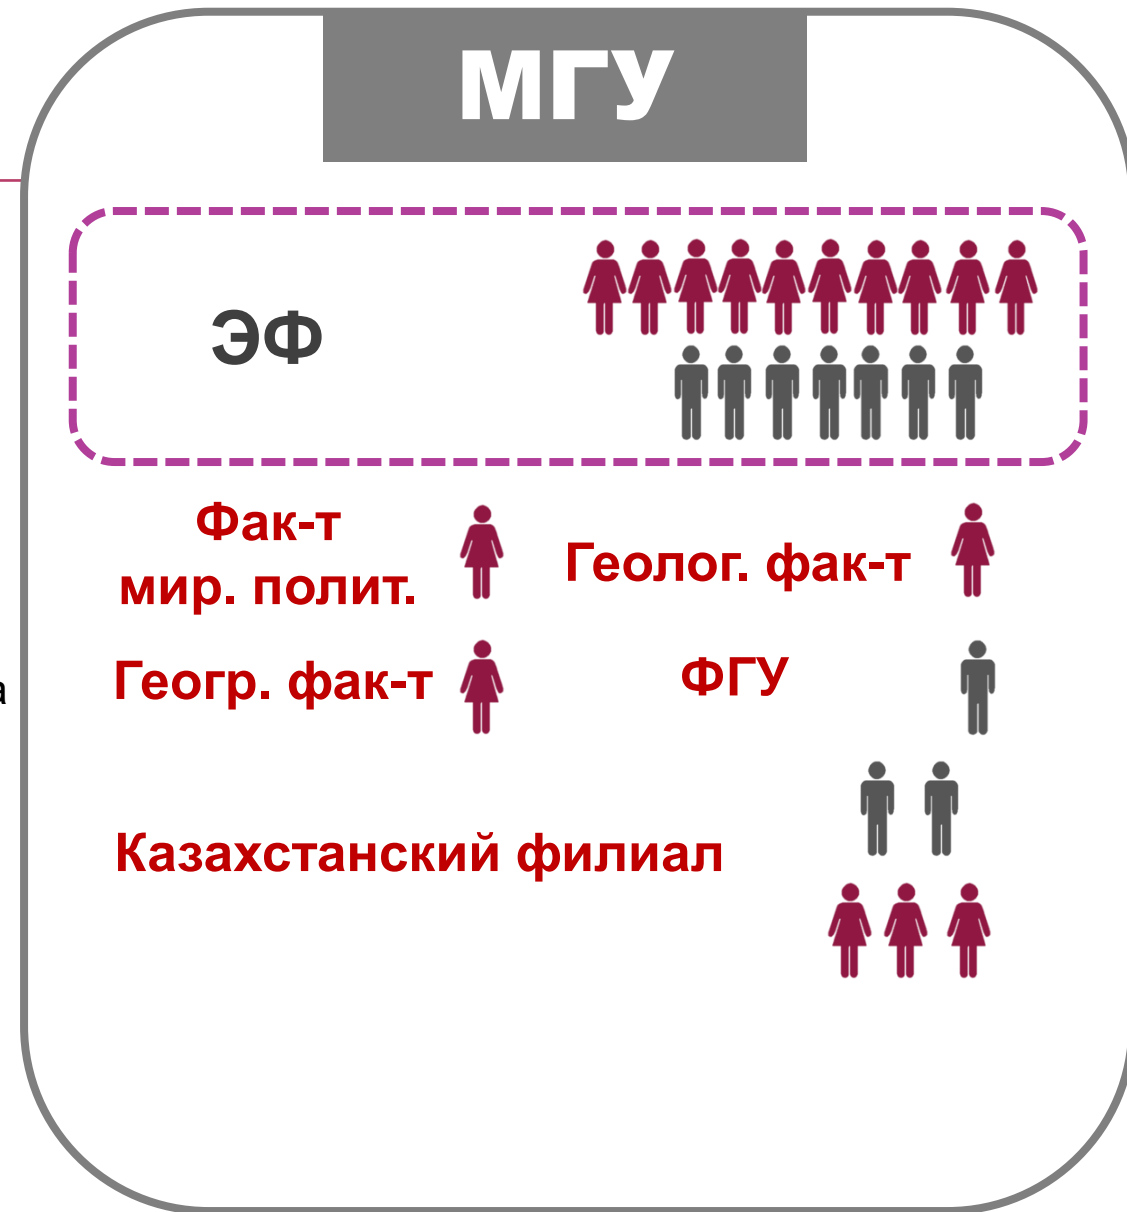 МГУ
ЭФ
Фак-т
мир. полит.
Геолог. фак-т
Геогр. фак-т
ФГУ
а
Казахстанский филиал